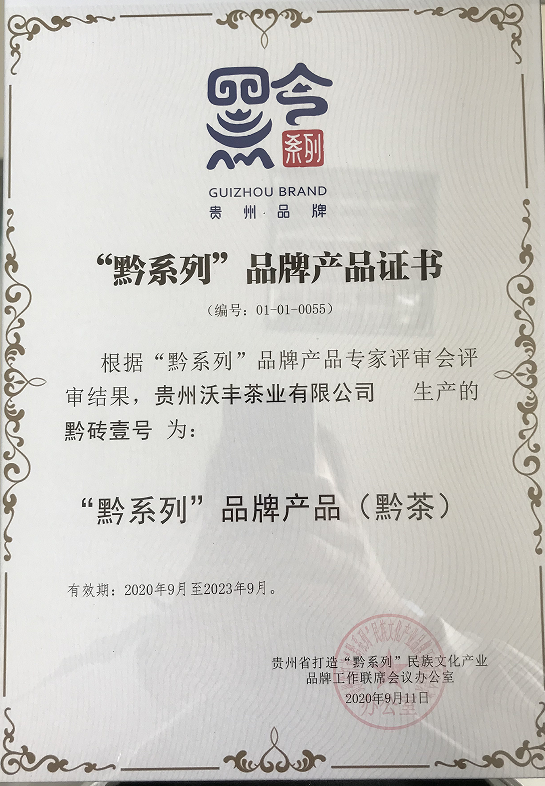 黔
系列
GUIZHOU BRAND
贵州·品牌
“黔系列”品牌产品证书
（编号：01-01-0055）
根据“黔系列”品牌产品专家评审会评
审结果，贵州沃丰茶业有限公司 生产的
黔砖壹号 为：
“黔系列”品牌产品（黔茶）
有效期：2020年9月至2023年9月。
贵州省打造“黔系列”民族文化产业
品牌工作联席会议办公室
2020年9月11日
办公室